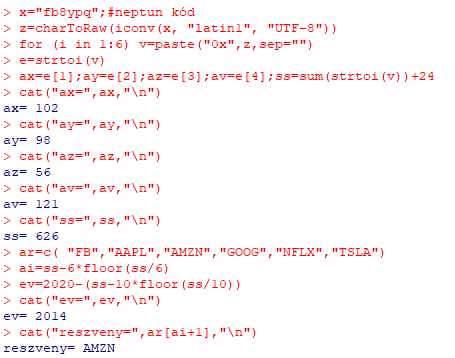 > x="fb8ypq";#neptun kód
> z=charToRaw(iconv(x, "latin1", "UTF-8"))
> for (i in 1:6) v=paste("0x",z,sep="")
> e=strtoi(v)
> ax=e[1];ay=e[2];az=e[3];av=e[4];ss=sum(strtoi(v))+24
> cat("ax=",ax,"\n")
ax= 102
> cat("ay=",ay,"\n")
ay= 98
> cat("az=",az,"\n")
az= 56
> cat("av=",av,"\n")
av= 121
> cat("ss=",ss,"\n")
ss= 626
> ar=c( "FB","AAPL","AMZN","GOOG","NFLX","TSLA")
> ai=ss-6*floor(ss/6)
> ev=2020-(ss-10*floor(ss/10))
> cat("ev=",ev,"\n")
ev= 2014
> cat("reszveny=",ar[ai+1],"\n")
reszveny= AMZN